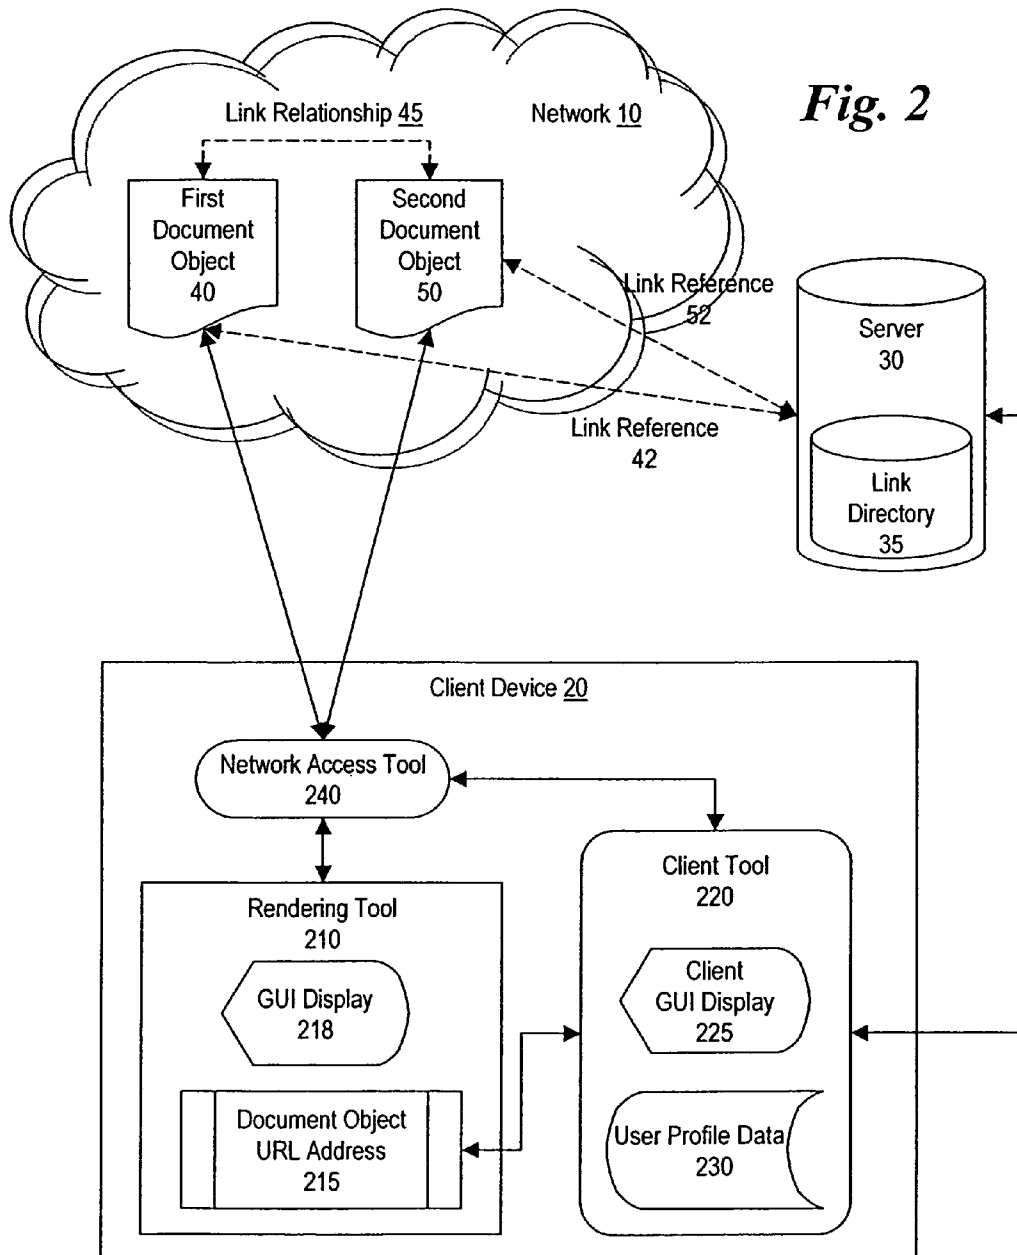 Fig. 2
Link Relationship 45
Network 10
First
Document
Object
40
Second
Document
Object
50
Link Reference
52
Server
30
Link Reference
42
Link
Directory
35
Client Device 20
Network Access Tool
240
Client Tool
220
Rendering Tool
210
GUI Display
218
Client
GUI Display
225
Document Object
URL Address
215
User Profile Data
230